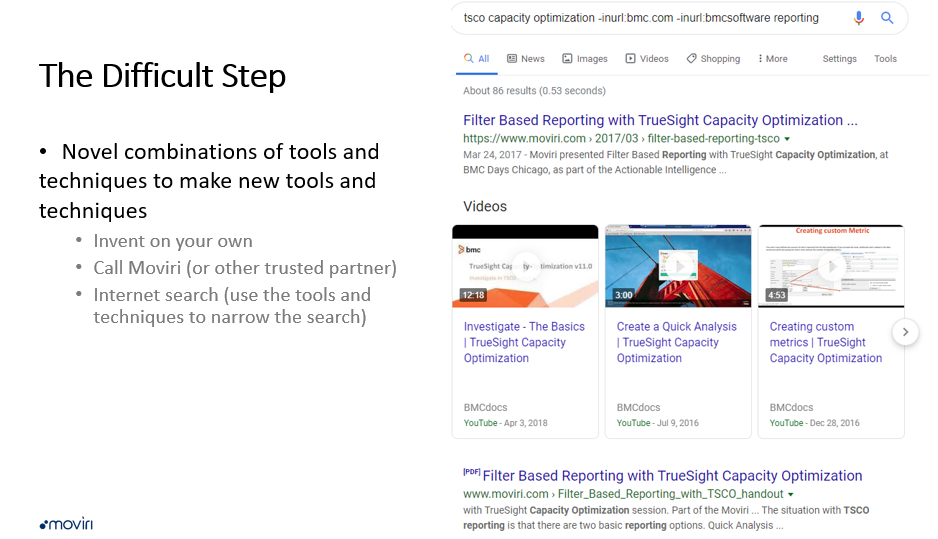 The Difficult Step
• Novel combinations of tools and
techniques to make new tools and
techniques
• Invent on your own
• Call Moviri (or other trusted partner)
• Internet search (use the tools and
techniques to narrow the search)
moviri
tsco capacity optimization -inurl:bmc.com -inurl:bmcsoftware reporting
All News Images Videos Shopping More Settings Tools
About 86 results (0.53 seconds)
Filter Based Reporting with TrueSight Capacity Optimization ...
https://www.moviri.com › 2017/03 › filter-based-reporting-tsco
Mar 24, 2017 - Moviri presented Filter Based Reporting with TrueSight Capacity Optimization, at
BMC Days Chicago, as part of the Actionable Intelligence ...
Videos
bmc
TrueSight Capacity Optimization v11.0
12:18
Investigate - The Basics
| TrueSight Capacity
Optimization
BMCdocs
YouTube - Apr 3, 2018
bmc
3:00
Create a Quick Analysis
| TrueSight Capacity
Optimization
BMCdocs
YouTube - Jul 9, 2016
Creating custom Metric
4:53
Creating custom
metrics | TrueSight
Capacity Optimization
BMCdocs
YouTube - Dec 28, 2016
[PDF] Filter Based Reporting with TrueSight Capacity Optimization
www.moviri.com › Filter_Based_Reporting_with_TSCO_handout
with TrueSight Capacity Optimization session. Part of the Moviri ... The situation with TSCO
reporting is that there are two basic reporting options. Quick Analysis ...